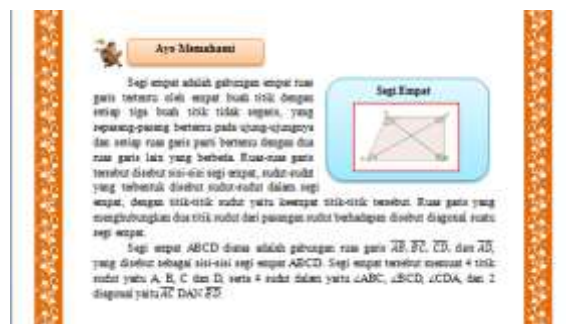 Ayo Memahami
Segi empat adalah gabungan empat ruas
garis tertentu oleh empat buah titik dengan
setiap tiga buah titik tidak segaris, yang
sepasang-pasang bertemu pada ujung-ujungnya
dan setiap ruas garis pasti bertemu dengan dua
ruas garis lain yang berbeda. Ruas-ruas garis
tersebut disebut sisi-sisi segi empat, sudut-sudut
yang terbentuk disebut sudut-sudut dalam segi
Segi Empat
empat, dengan titik-titik sudut yaitu keempat titik-titik tersebut. Ruas garis yang
menghubungkan dua titik sudut dari pasangan sudut berhadapan disebut diagonal suatu
segi empat.
Segi empat ABCD diatas adalah gabungan ruas garis AB, BC, CD, dan AD,
yang disebut sebagai sisi-sisi segi empat ABCD. Segi empat tersebut memuat 4 titik
sudut yaitu A, B, C dan D, serta 4 sudut dalam yaitu ∠ABC, ∠BCD, ∠CDA, dan 2
diagonal yaitu AC DAN BD.